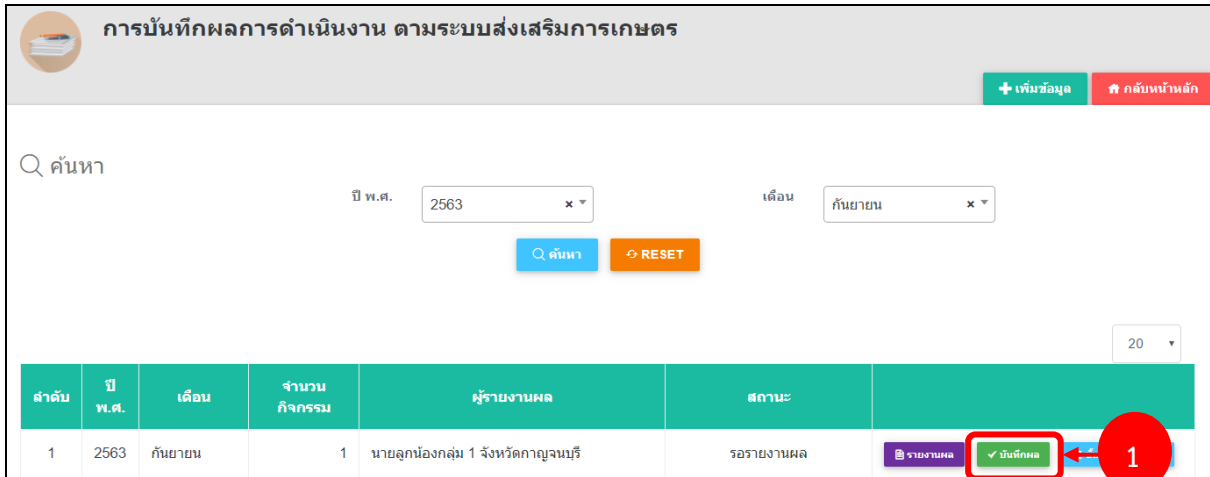 การบันทึกผลการดำเนินงาน ตามระบบส่งเสริมการเกษตร
เพิ่มข้อมูล กลับหน้าหลัก
ค้นหา
ปี พ.ศ. 2563 × เดือน กันยายน ×
ค้นหา RESET
20
ลำดับ ปี พ.ศ. เดือน จำนวน กิจกรรม ผู้รายงานผล สถานะ
1 2563 กันยายน 1 นายลูกน้องกลุ่ม 1 จังหวัดกาญจนบุรี รอรายงานผล รายงานผล บันทึกผล 1